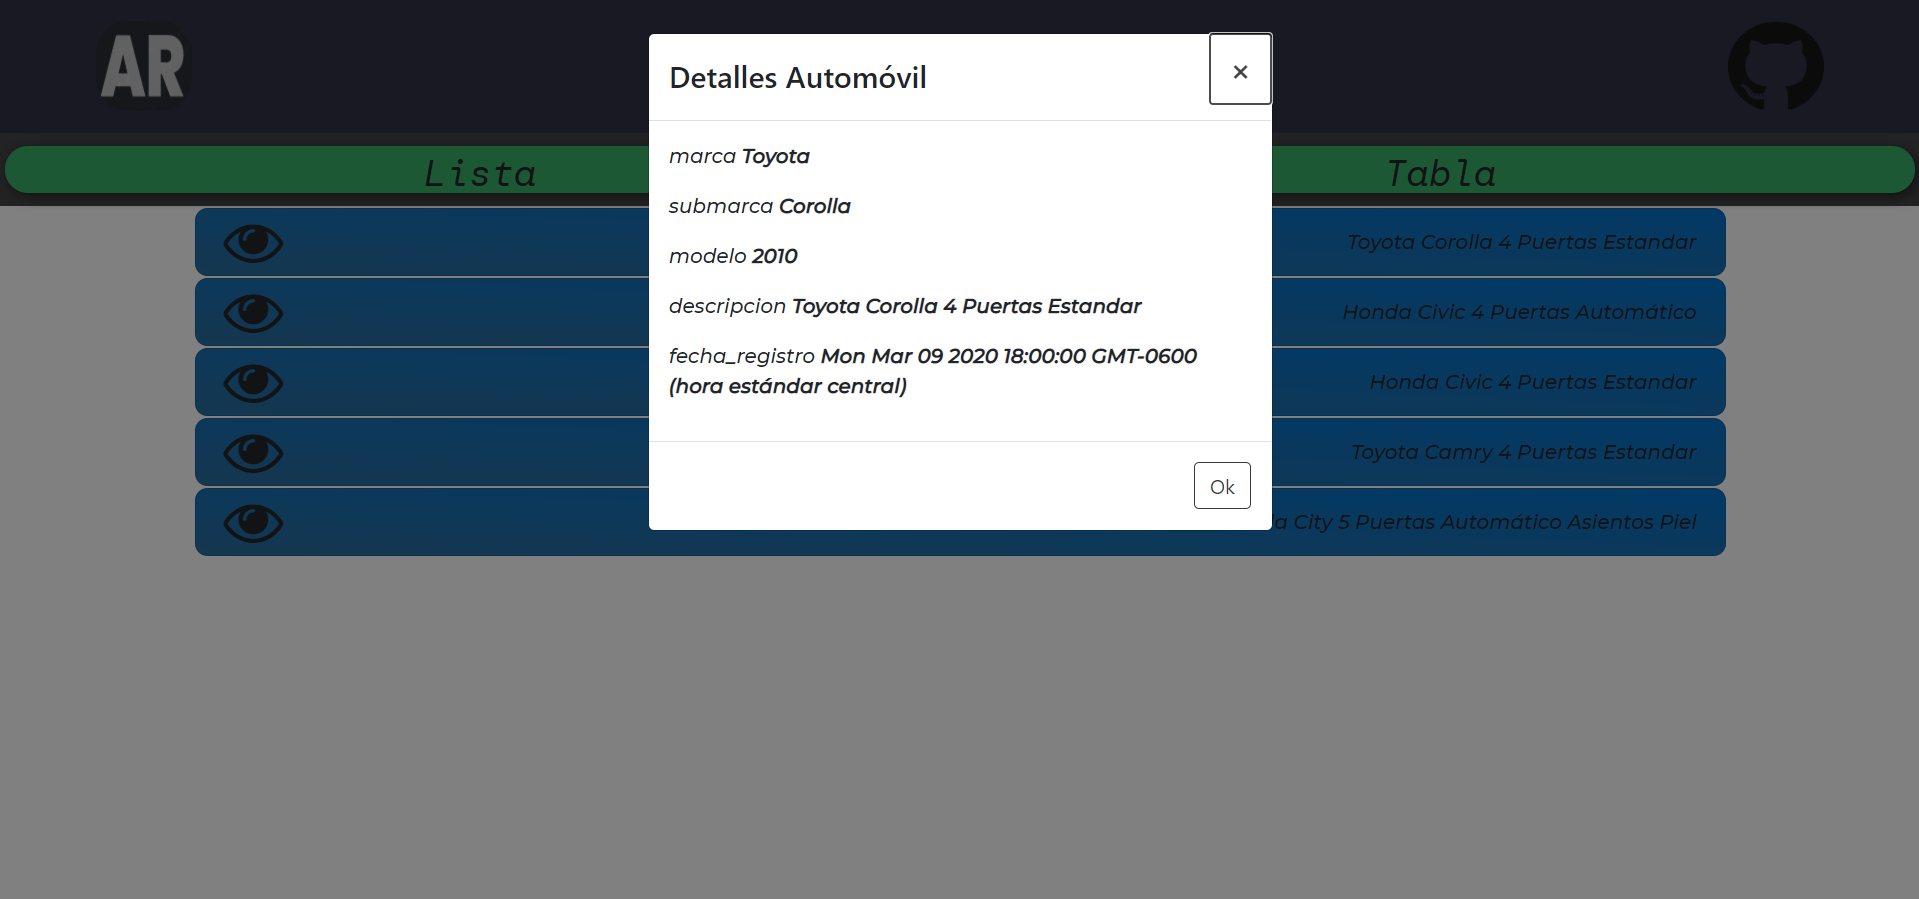 AR
Detalles Automóvil
×
Lista
Tabla
marca Toyota
submarca Corolla
modelo 2010
descripcion Toyota Corolla 4 Puertas Estandar
fecha_registro Mon Mar 09 2020 18:00:00 GMT-0600
(hora estándar central)
Ok
Toyota Corolla 4 Puertas Estandar
Honda Civic 4 Puertas Automático
Honda Civic 4 Puertas Estandar
Toyota Camry 4 Puertas Estandar
City 5 Puertas Automático Asientos Piel